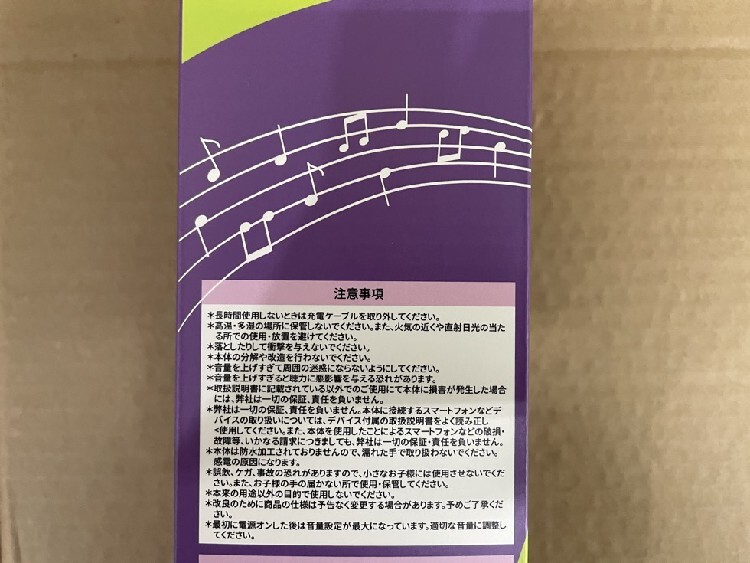 注意事項
＊長時間使用しないときは充電ケーブルを取り外してください。
＊高温・多湿の場所に保管しないでください。また、火気の近くや直射日光の当た
る所での使用・放置を避けてください。
＊落としたりして衝撃を与えないでください。
＊本体の分解や改造を行わないでください。
＊音量を上げすぎて周囲の迷惑にならないようにしてください。
＊音量を上げすぎると聴力に悪影響を与える恐れがあります。
＊取扱説明書に記載されている以外でのご使用にて本体に損害が発生した場合
には、弊社は一切の保証、責任を負いません。
＊弊社は一切の保証、責任を負いません。本体に接続するスマートフォンなどデ
バイスの取り扱いについては、デバイス付属の取扱説明書をよく読み正し
く使用してください。また、本体を使用したことによるスマートフォンなどの破損・
故障等、いかなる請求につきましても、弊社は一切の保証・責任を負いません。
＊本体は防水加工されておりませんので、濡れた手で取り扱わないでください。
感電の原因になります。
＊誤飲、ケガ、事故の恐れがありますので、小さなお子様には使用させないでくだ
さい。また、お子様の手の届かない所で使用・保管してください。
＊本来の用途以外の目的で使用しないでください。
＊改良のために商品の仕様は予告なく変更する場合があります。予めご了承くだ
さい。
＊最初に電源オンした後は音量設定が最大になっています。適切な音量に調整し
てください。